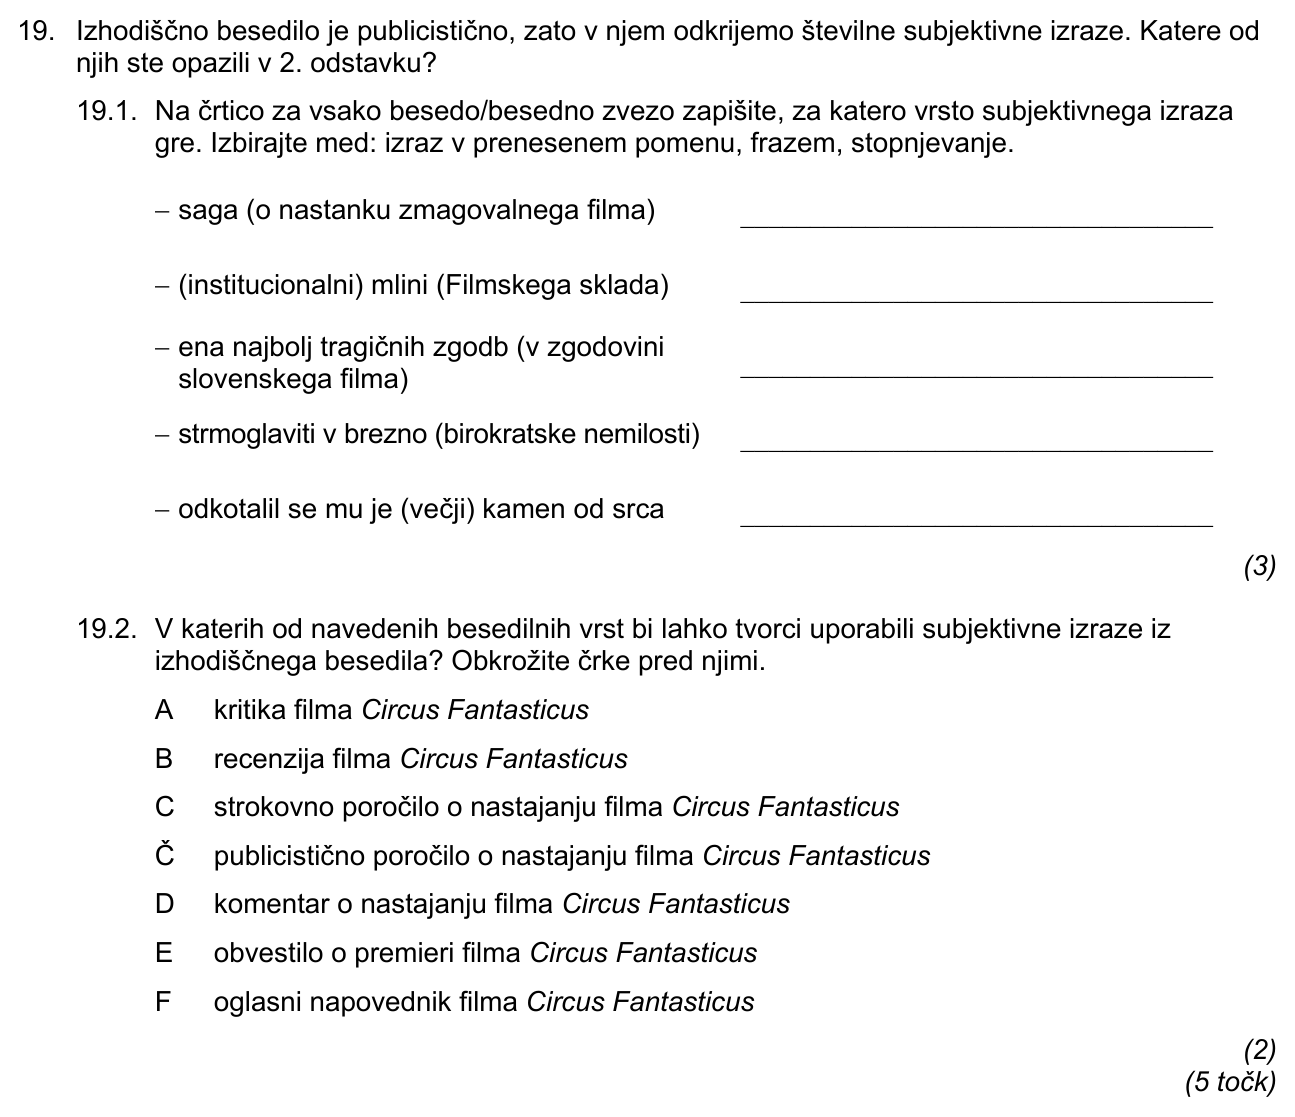 19. Izhodiščno besedilo je publicistično, zato v njem odkrijemo številne subjektivne izraze. Katere od
njih ste opazili v 2. odstavku?
19.1. Na črtico za vsako besedo/besedno zvezo zapišite, za katero vrsto subjektivnega izraza
gre. Izbirajte med: izraz v prenesenem pomenu, frazem, stopnjevanje.
– saga (o nastanku zmagovalnega filma)
– (institucionalni) mlini (Filmskega sklada)
– ena najbolj tragičnih zgodb (v zgodovini
slovenskega filma)
– strmoglaviti v brezno (birokratske nemilosti)
– odkotalil se mu je (večji) kamen od srca
(3)
19.2. V katerih od navedenih besedilnih vrst bi lahko tvorci uporabili subjektivne izraze iz
izhodiščnega besedila? Obkrožite črke pred njimi.
A kritika filma Circus Fantasticus
B recenzija filma Circus Fantasticus
C strokovno poročilo o nastajanju filma Circus Fantasticus
Č publicistično poročilo o nastajanju filma Circus Fantasticus
D komentar o nastajanju filma Circus Fantasticus
E obvestilo o premieri filma Circus Fantasticus
F oglasni napovednik filma Circus Fantasticus
(2)
(5 točk)